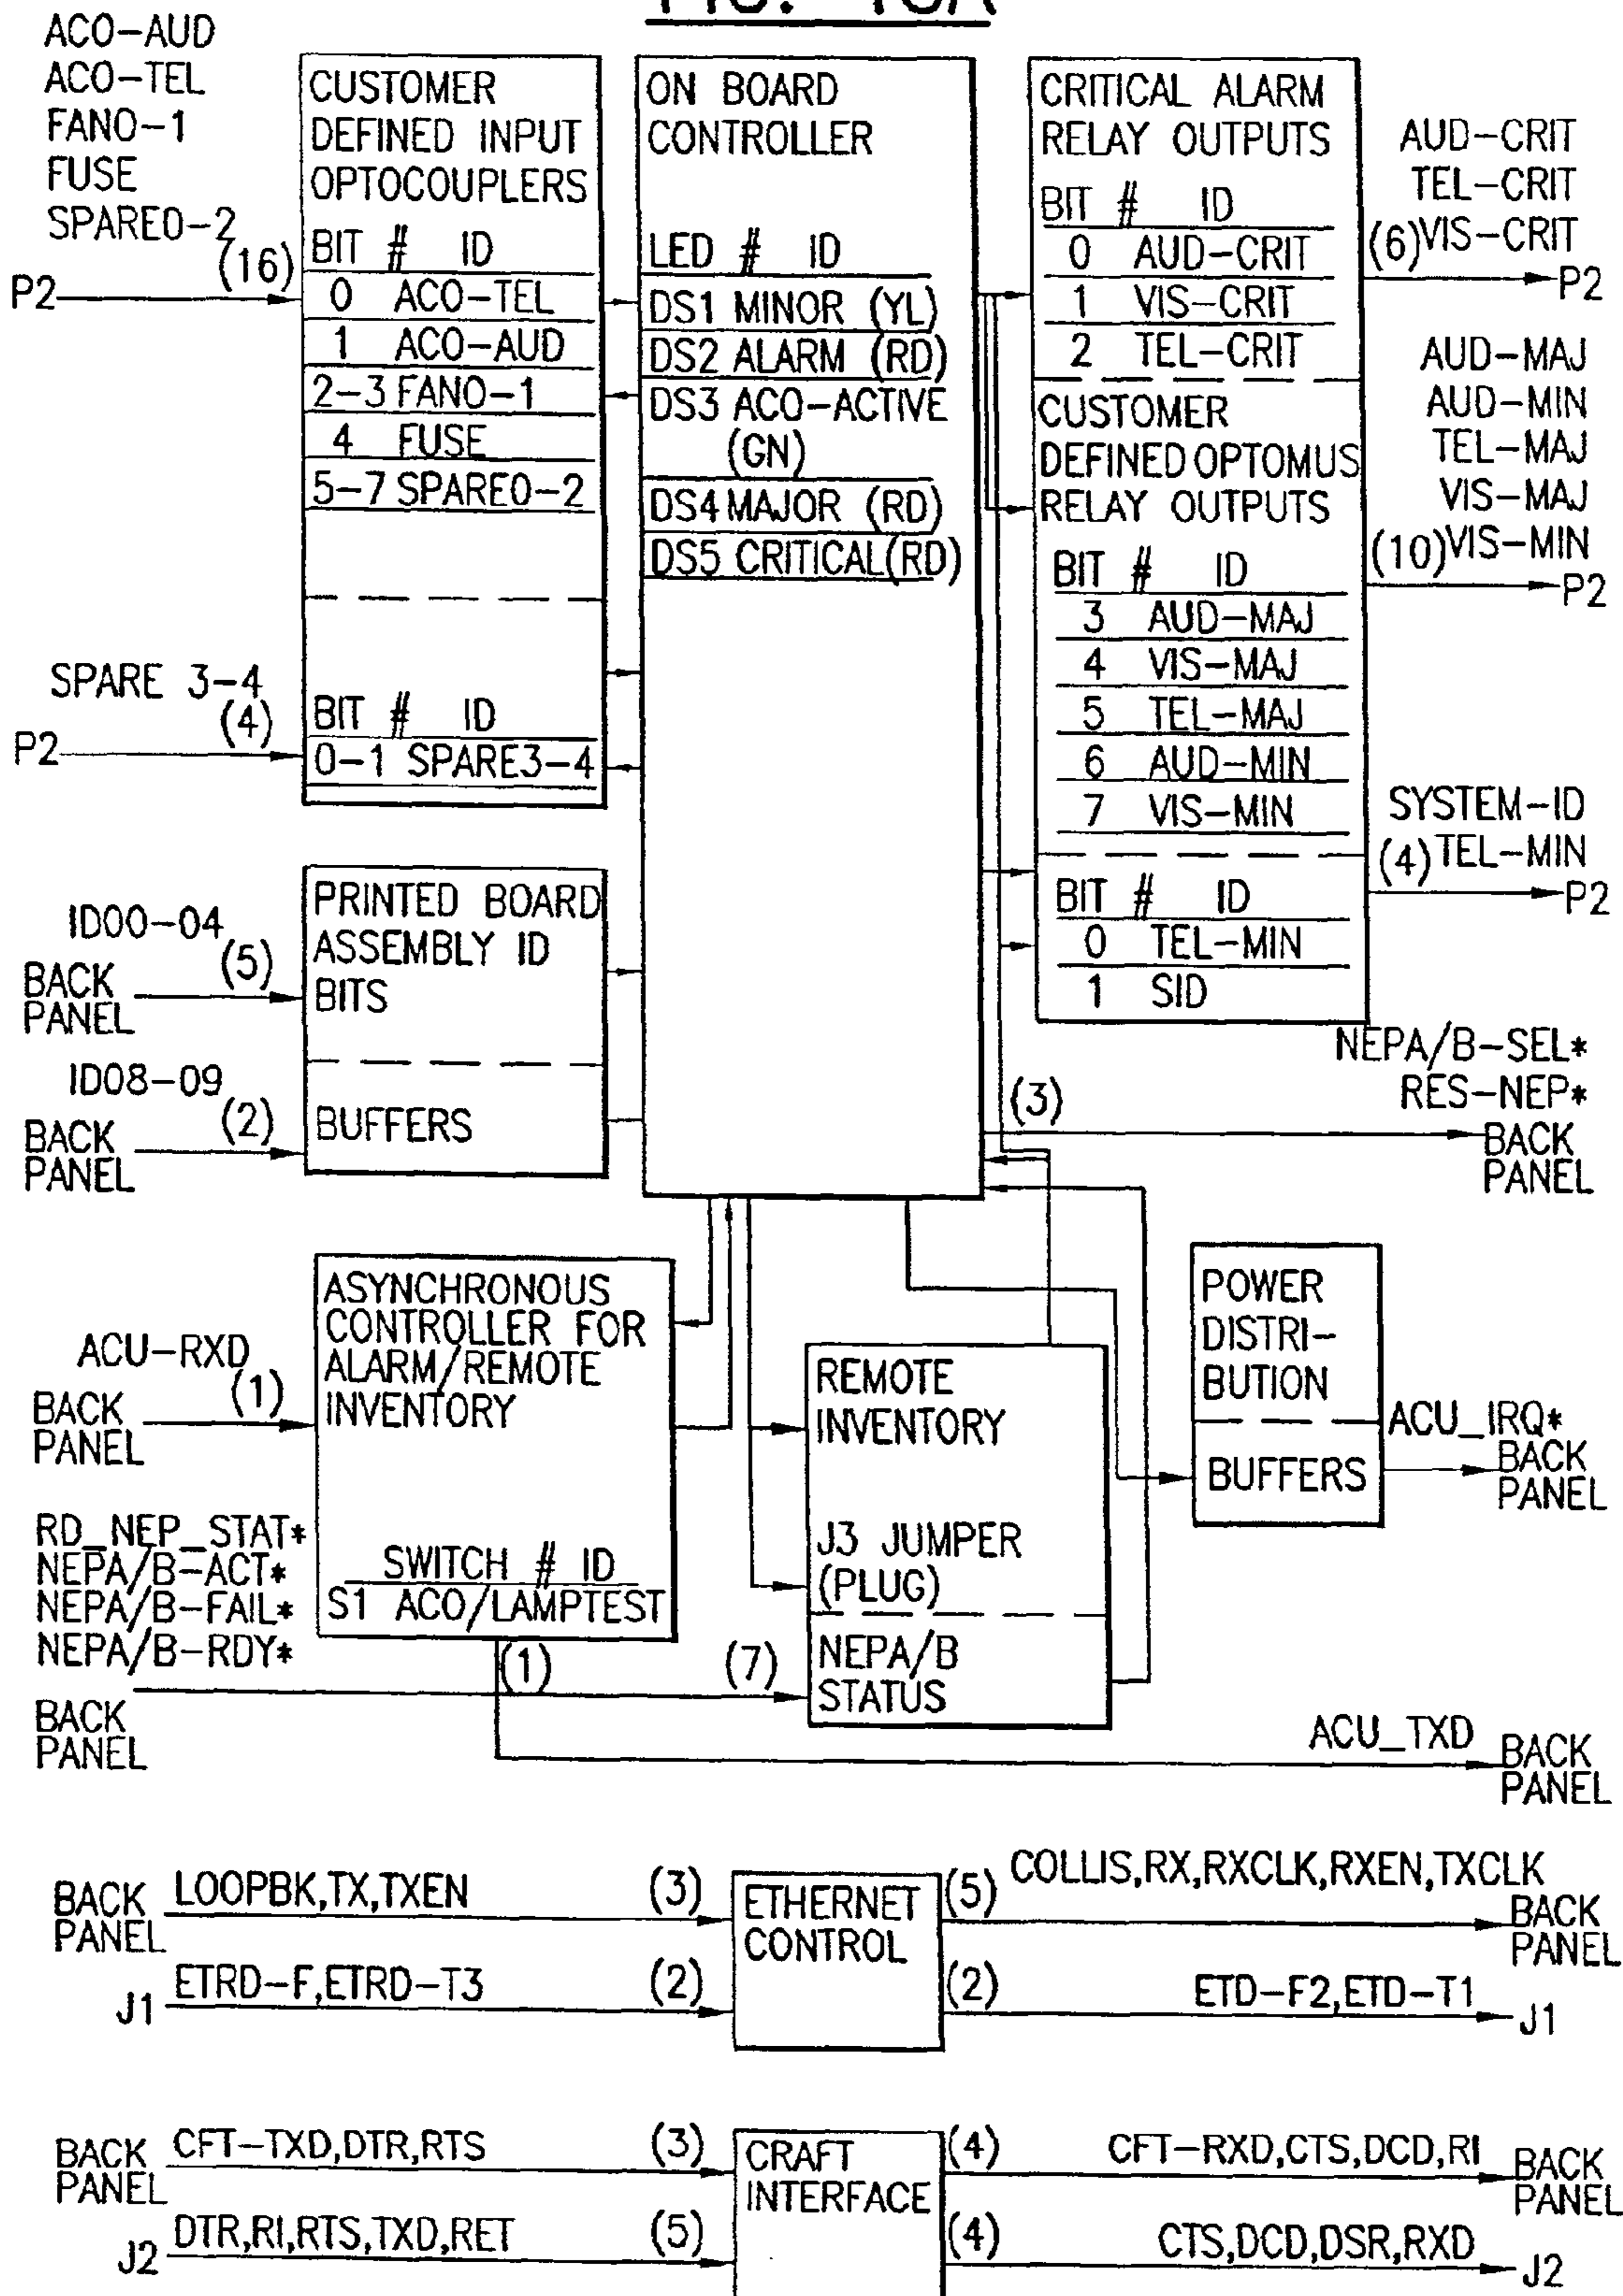 ACO-AUD
ACO-TEL
FANO-1
FUSE
SPARE0-2
(16)
P2
CUSTOMER
DEFINED INPUT
OPTOCOUPLERS
BIT # ID
0 ACO-TEL
1 ACO-AUD
2-3 FANO-1
4 FUSE
5-7 SPARE0-2
SPARE 3-4
(4)
P2
BIT # ID
0-1 SPARE3-4
ON BOARD
CONTROLLER
LED # ID
DS1 MINOR (YL)
DS2 ALARM (RD)
DS3 ACO-ACTIVE
(GN)
DS4 MAJOR (RD)
DS5 CRITICAL(RD)
CRITICAL ALARM
RELAY OUTPUTS
BIT # ID
0 AUD-CRIT
1 VIS-CRIT
2 TEL-CRIT
CUSTOMER
DEFINED OPTOMUS
RELAY OUTPUTS
BIT # ID
3 AUD-MAJ
4 VIS-MAJ
5 TEL-MAJ
6 AUD-MIN
7 VIS-MIN
BIT # ID
0 TEL-MIN
1 SID
AUD-CRIT
TEL-CRIT
(6) VIS-CRIT
P2
AUD-MAJ
AUD-MIN
TEL-MAJ
VIS-MAJ
(10) VIS-MIN
P2
SYSTEM-ID
(4) TEL-MIN
P2
ID00-04
(5)
BACK
PANEL
PRINTED BOARD
ASSEMBLY ID
BITS
ID08-09
(2)
BACK
PANEL
BUFFERS
NEPA/B-SEL*
RES-NEP*
(3)
BACK
PANEL
ACU-RXD
(1)
BACK
PANEL
ASYNCHRONOUS
CONTROLLER FOR
ALARM/REMOTE
INVENTORY
SWITCH # ID
S1 ACO/LAMPTEST
REMOTE
INVENTORY
J3 JUMPER
(PLUG)
NEPA/B
STATUS
POWER
DISTRI-
BUTION
BUFFERS
ACU_IRQ*
BACK
PANEL
RD_NEP_STAT*
NEPA/B-ACT*
NEPA/B-FAIL*
NEPA/B-RDY*
(1)
(7)
BACK
PANEL
ACU_TXD
BACK
PANEL
BACK
PANEL
LOOPBK,TX,TXEN
(3)
ETHERNET
CONTROL
(5)
COLLIS,RX,RXCLK,RXEN,TXCLK
BACK
PANEL
J1
ETRD-F,ETRD-T3
(2)
(2)
ETD-F2,ETD-T1
J1
BACK
PANEL
CFT-TXD,DTR,RTS
(3)
CRAFT
INTERFACE
(4)
CFT-RXD,CTS,DCD,RI
BACK
PANEL
J2
DTR,RI,RTS,TXD,RET
(5)
(4)
CTS,DCD,DSR,RXD
J2